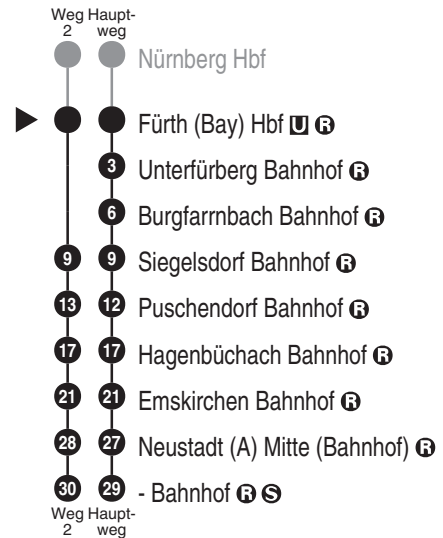 Weg Haupt-
2 weg
Nürnberg Hbf
Fürth (Bay) Hbf U R
3 Unterfürberg Bahnhof R
6 Burgfarrnbach Bahnhof R
9 9 Siegelsdorf Bahnhof R
13 12 Puschendorf Bahnhof R
17 17 Hagenbüchach Bahnhof R
21 21 Emskirchen Bahnhof R
28 27 Neustadt (A) Mitte (Bahnhof) R
30 29 - Bahnhof R S
Weg Haupt-
2 weg